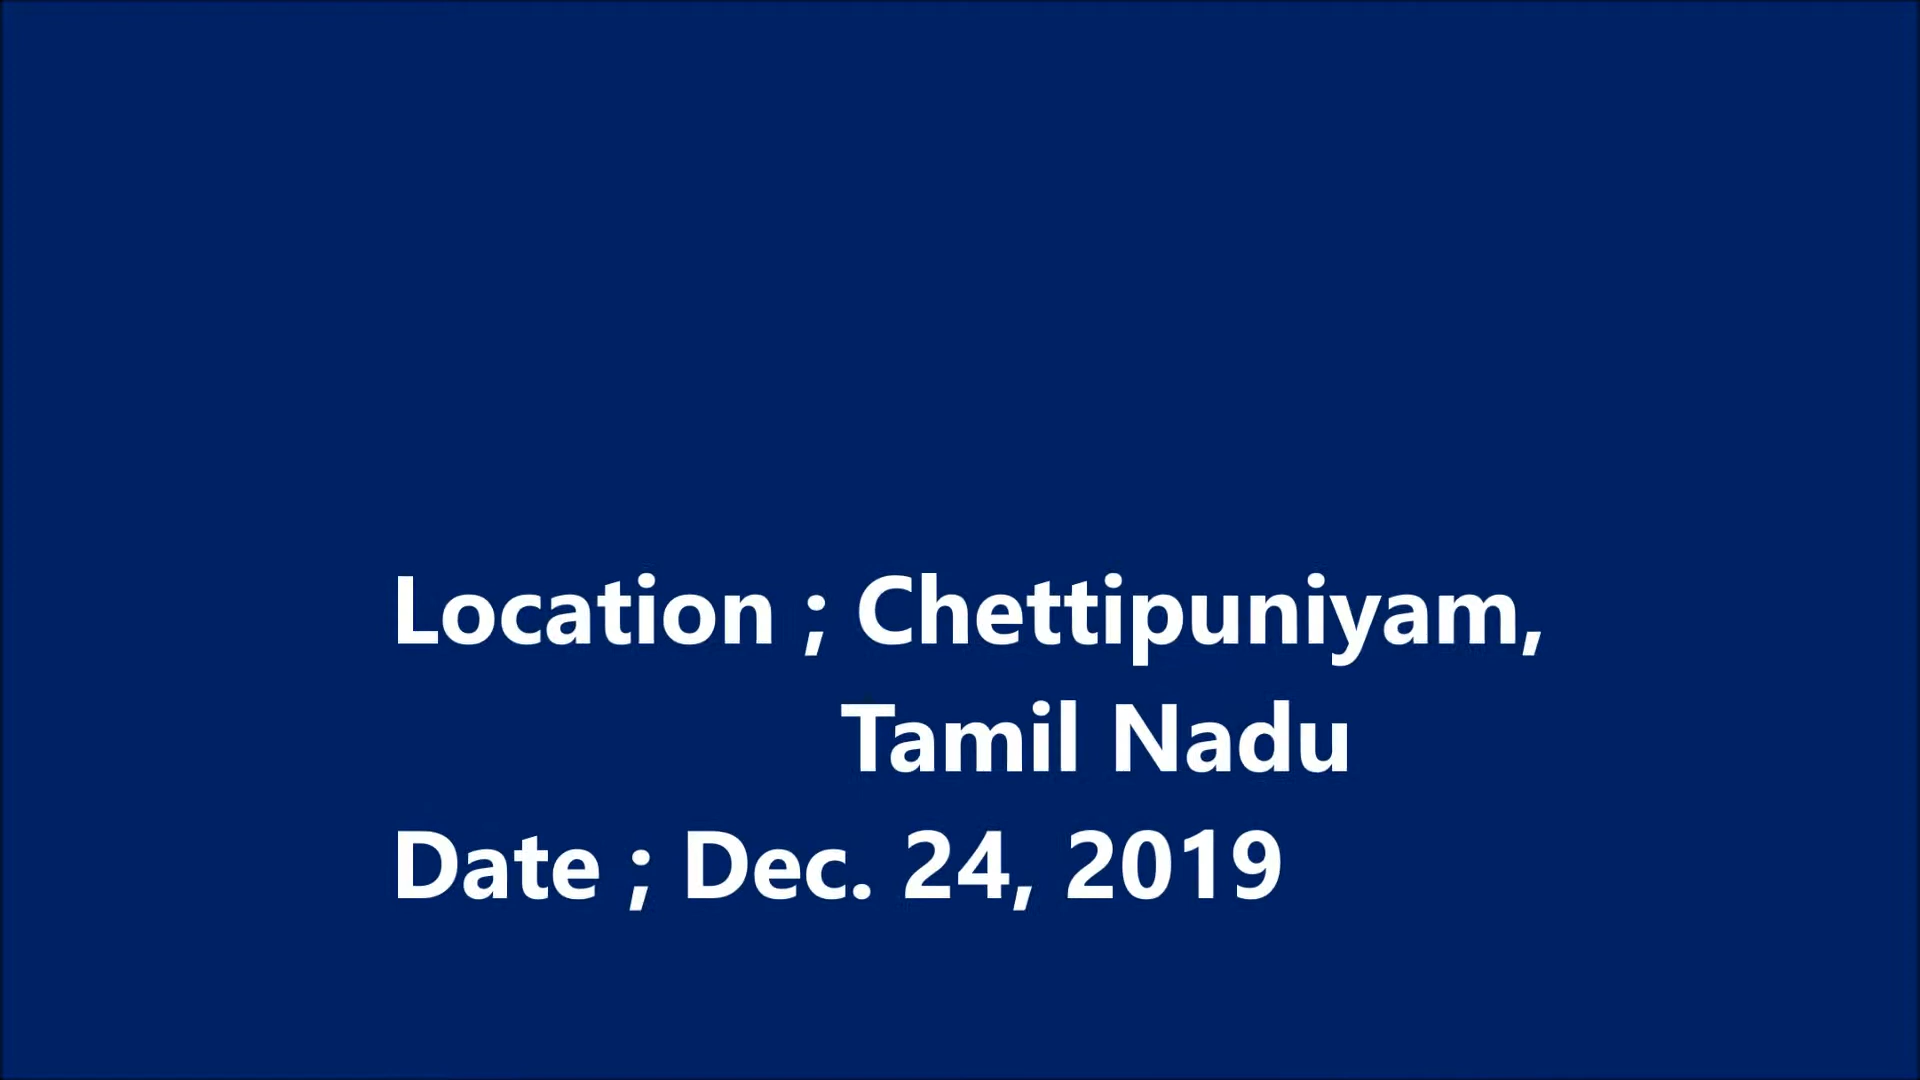 Location ; Chettipuniyam,
Tamil Nadu
Date ; Dec. 24, 2019